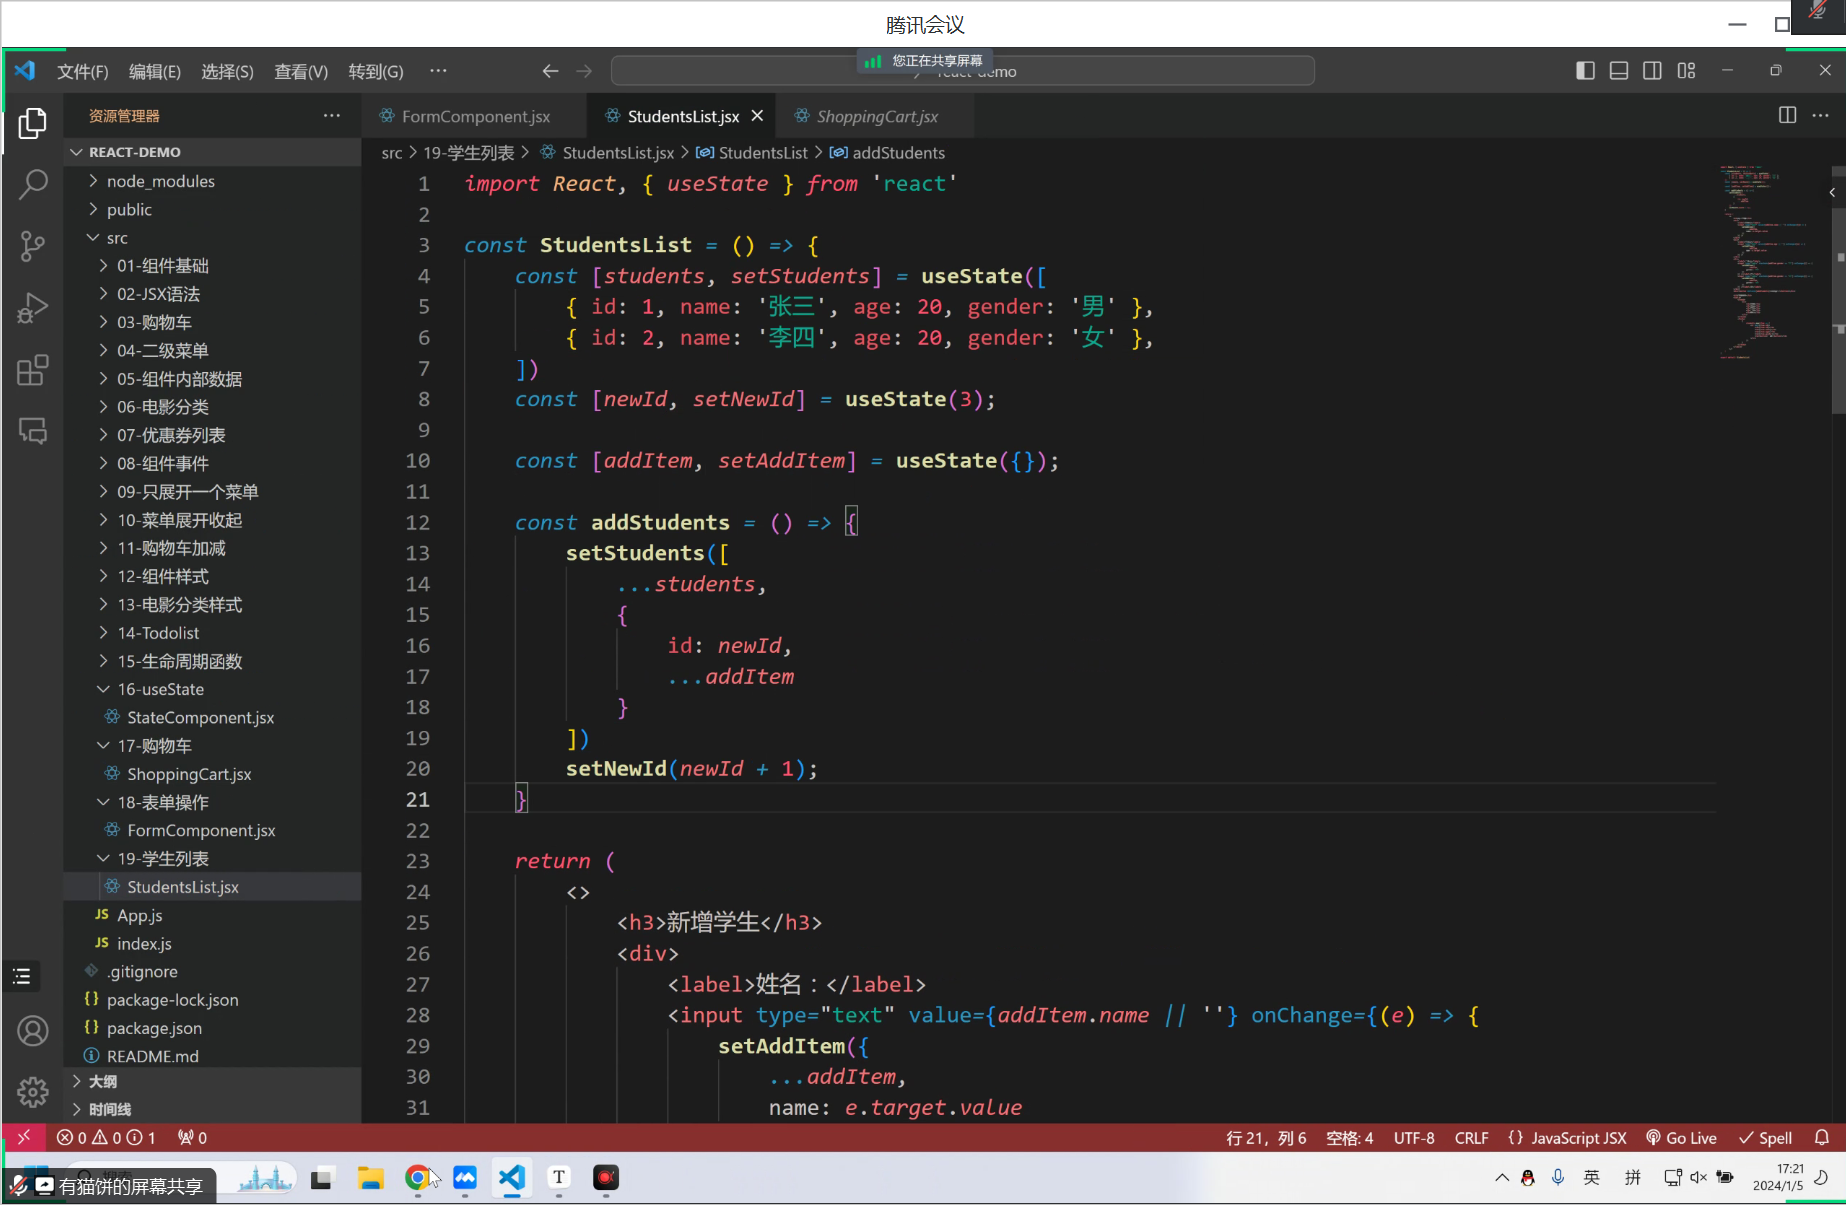 腾讯会议
文件(F) 编辑(E) 选择(S) 查看(V) 转到(G) ···
您正在共享屏幕
react-demo
资源管理器 ···
FormComponent.jsx
StudentsList.jsx
ShoppingCart.jsx
REACT-DEMO
node_modules
public
src
01-组件基础
02-JSX语法
03-购物车
04-二级菜单
05-组件内部数据
06-电影分类
07-优惠券列表
08-组件事件
09-只展开一个菜单
10-菜单展开收起
11-购物车加减
12-组件样式
13-电影分类样式
14-Todolist
15-生命周期函数
16-useState
StateComponent.jsx
17-购物车
ShoppingCart.jsx
18-表单操作
FormComponent.jsx
19-学生列表
StudentsList.jsx
JS App.js
JS index.js
.gitignore
{} package-lock.json
{} package.json
README.md
大纲
时间线
src > 19-学生列表 > StudentsList.jsx > StudentsList > addStudents
1 import React, { useState } from 'react'
2
3 const StudentsList = () => {
4 const [students, setStudents] = useState([
5 { id: 1, name: '张三', age: 20, gender: '男' },
6 { id: 2, name: '李四', age: 20, gender: '女' },
7 ])
8 const [newId, setNewId] = useState(3);
9
10 const [addItem, setAddItem] = useState({});
11
12 const addStudents = () => {
13 setStudents([
14 ...students,
15 {
16 id: newId,
17 ...addItem
18 }
19 ])
20 setNewId(newId + 1);
21 }
22
23 return (
24 <>
25 <h3>新增学生</h3>
26 <div>
27 <label>姓名：</label>
28 <input type="text" value={addItem.name || ''} onChange={(e) => {
29 setAddItem({
30 ...addItem,
31 name: e.target.value
0 0 1 0
行 21，列 6 空格: 4 UTF-8 CRLF {} JavaScript JSX Go Live Spell
有猫饼的屏幕共享
T
英 拼
17:21
2024/1/5